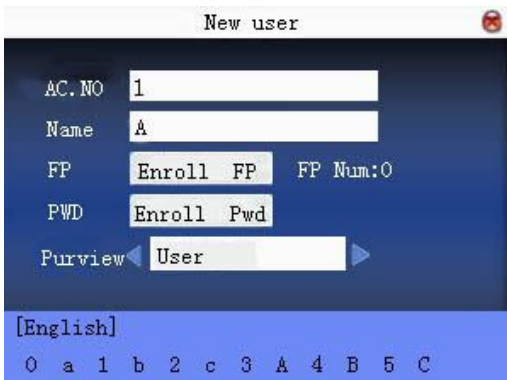 New user
AC.NO 1
Name A
FP Enroll FP FP Num:0
PWD Enroll Pwd
Purview User
[English]
0 a 1 b 2 c 3 A 4 B 5 C